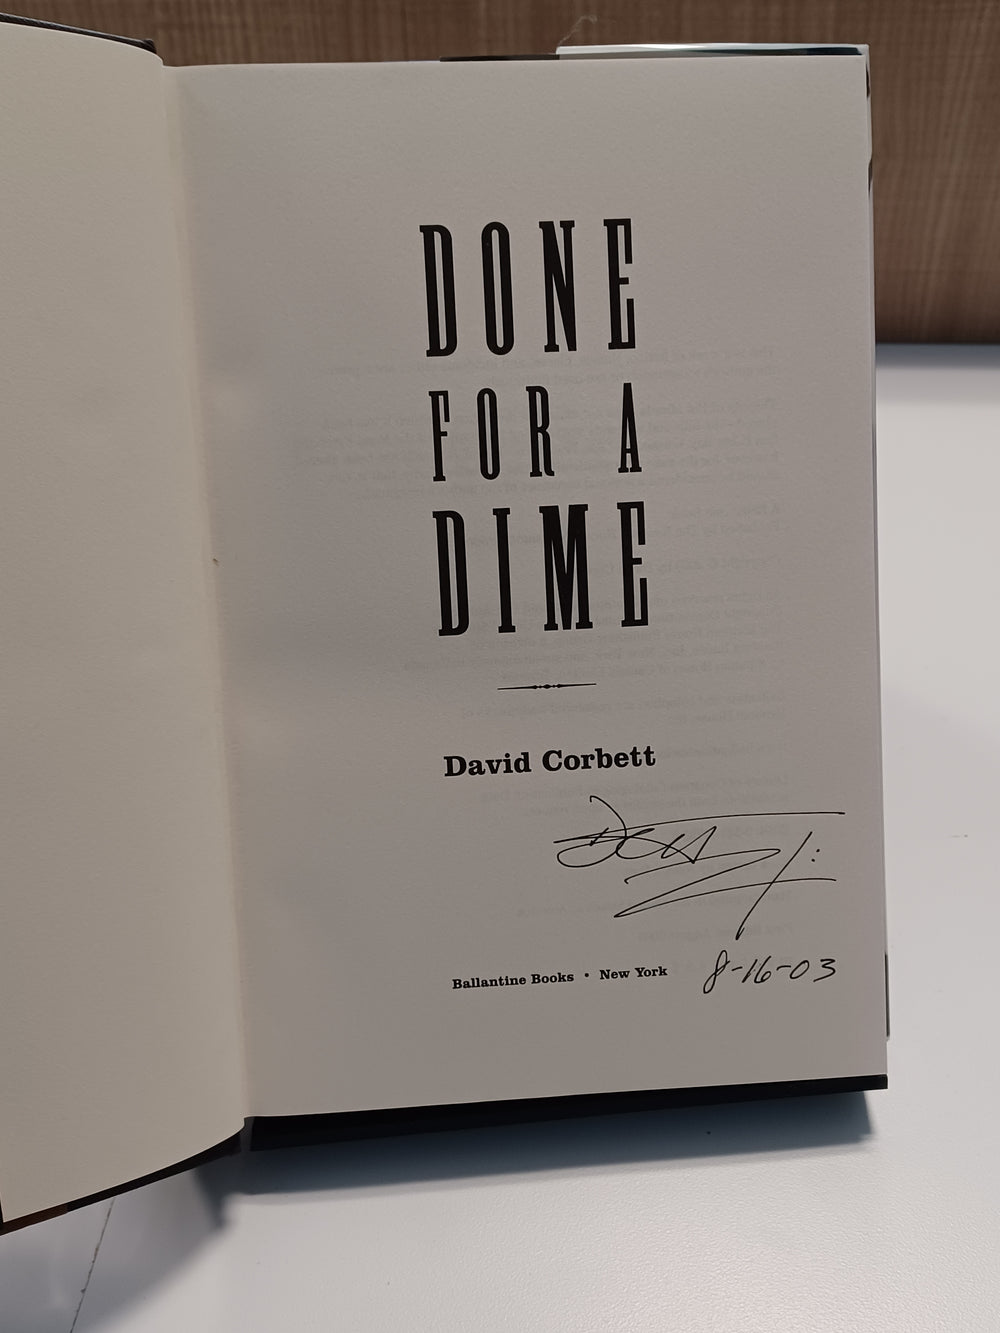 DONE
FOR A
DIME
David Corbett
Ballantine Books • New York
8-16-03